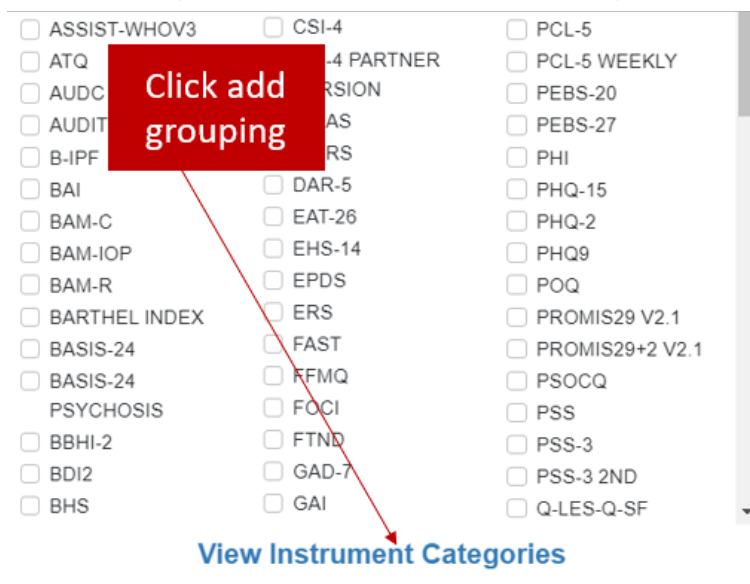 ASSIST-WHOV3
ATQ
AUDC
AUDIT
B-IPF
BAI
BAM-C
BAM-IOP
BAM-R
BARTHEL INDEX
BASIS-24
BASIS-24
PSYCHOSIS
BBHI-2
BDI2
BHS
Click add
grouping
CSI-4
-4 PARTNER
RSION
AS
RS
DAR-5
EAT-26
EHS-14
EPDS
ERS
FAST
FFMQ
FOCI
FTND
GAD-7
GAI
PCL-5
PCL-5 WEEKLY
PEBS-20
PEBS-27
PHI
PHQ-15
PHQ-2
PHQ9
POQ
PROMIS29 V2.1
PROMIS29+2 V2.1
PSOCQ
PSS
PSS-3
PSS-3 2ND
Q-LES-Q-SF
View Instrument Categories